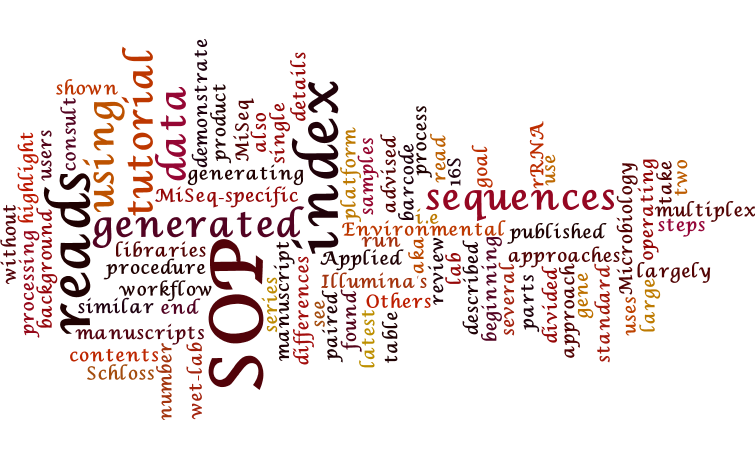 without
processing
highlight
background
users
reads
consult
shown
using
tutorial
data
demonstrate
product
MiSeq
also
single
details
index
generating
MiSeq-specific
generated
libraries
procedure
workflow
similar
end
manuscripts
contents
Schloss
number
wet-lab
SOP
series
manuscript
differences
see
paired
found
latest
table
Applied
Illumina's
Others
run
aka
i.e
Environmental
platform
samples
advised
barcode
process
read
16S
goal
sequences
rRNA
use
published
approaches
review
lab
described
beginning
several
parts
divided
approach
gene
standard
uses
large
largely
Microbiology
operating
take
two
multiplex
steps